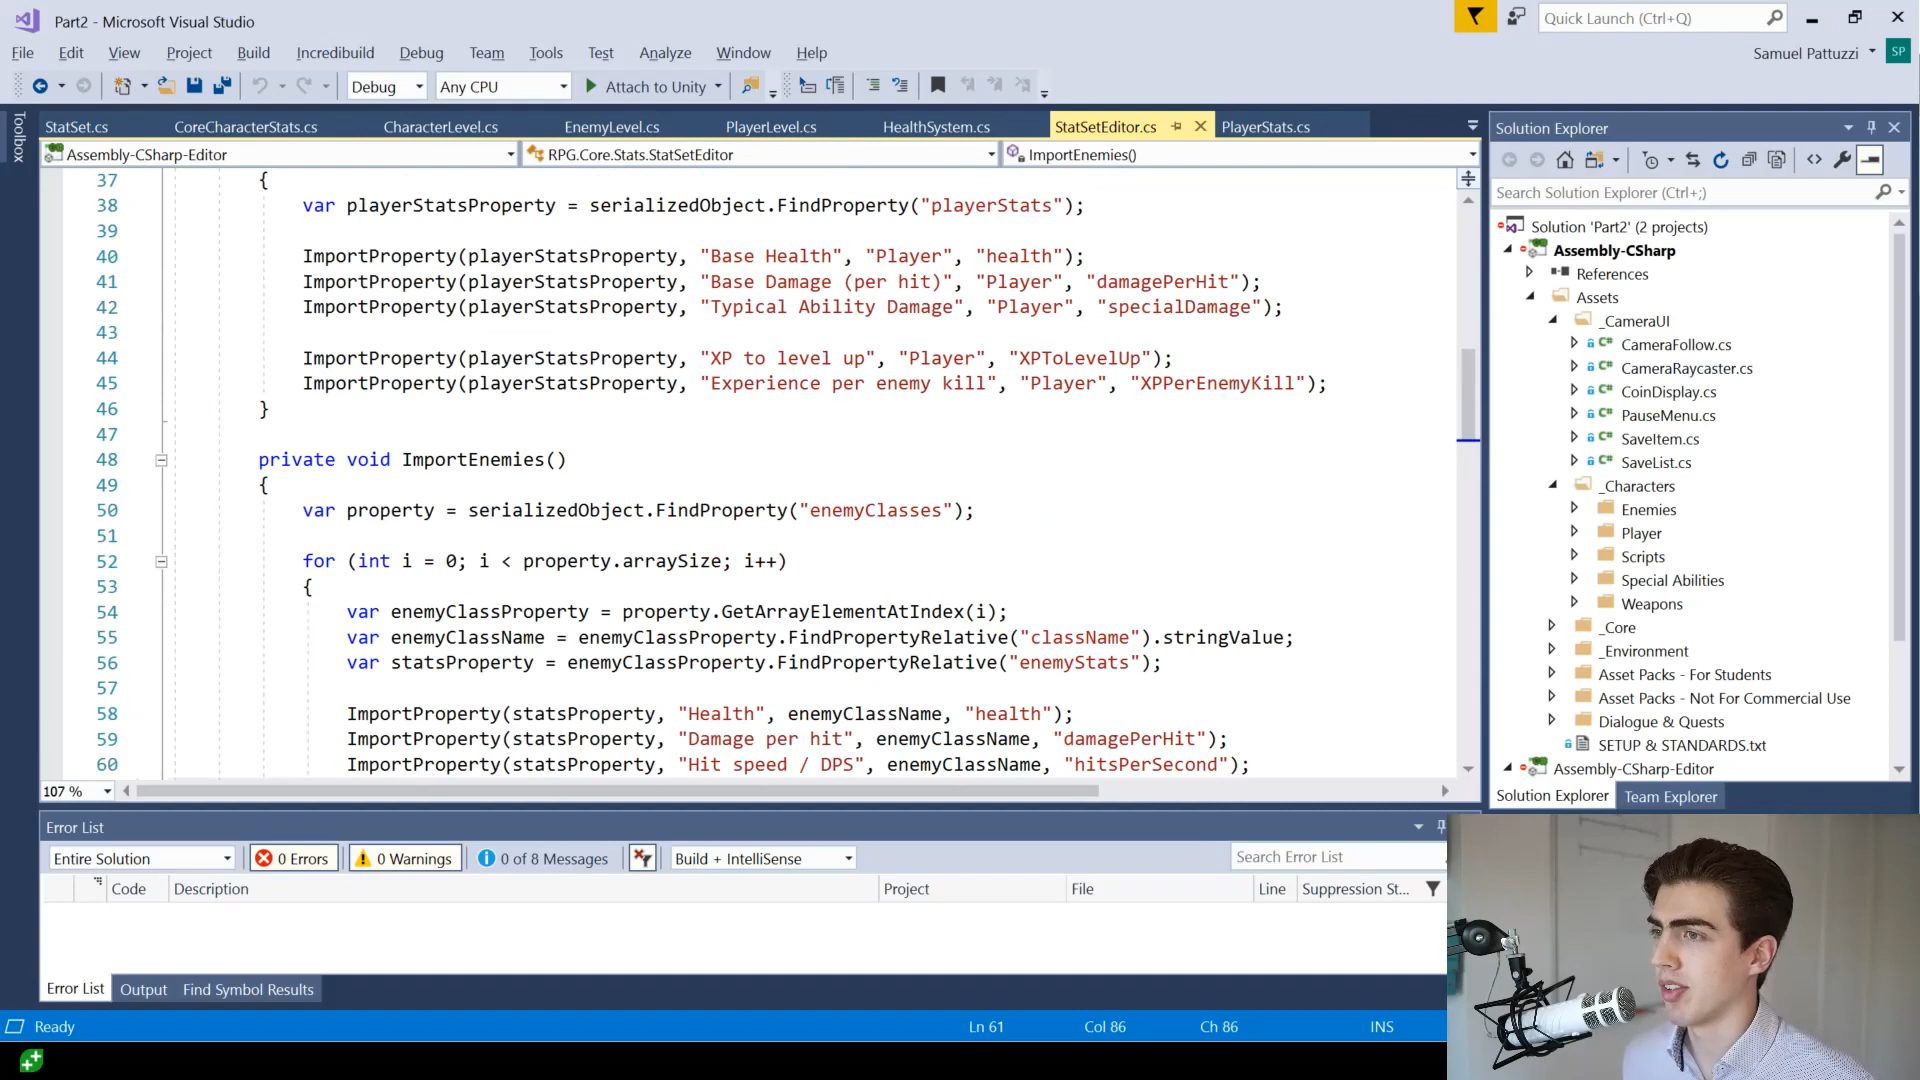 Part2 - Microsoft Visual Studio
Quick Launch (Ctrl+Q)
File Edit View Project Build Incredibuild Debug Team Tools Test Analyze Window Help
Samuel Pattuzzi SP
Debug Any CPU Attach to Unity
Toolbox
StatSet.cs CoreCharacterStats.cs CharacterLevel.cs EnemyLevel.cs PlayerLevel.cs HealthSystem.cs StatSetEditor.cs PlayerStats.cs
Assembly-CSharp-Editor RPG.Core.Stats.StatSetEditor ImportEnemies()
37 {
38 var playerStatsProperty = serializedObject.FindProperty("playerStats");
39
40 ImportProperty(playerStatsProperty, "Base Health", "Player", "health");
41 ImportProperty(playerStatsProperty, "Base Damage (per hit)", "Player", "damagePerHit");
42 ImportProperty(playerStatsProperty, "Typical Ability Damage", "Player", "specialDamage");
43
44 ImportProperty(playerStatsProperty, "XP to level up", "Player", "XPToLevelUp");
45 ImportProperty(playerStatsProperty, "Experience per enemy kill", "Player", "XPPerEnemyKill");
46 }
47
48 private void ImportEnemies()
49 {
50 var property = serializedObject.FindProperty("enemyClasses");
51
52 for (int i = 0; i < property.arraySize; i++)
53 {
54 var enemyClassProperty = property.GetArrayElementAtIndex(i);
55 var enemyClassName = enemyClassProperty.FindPropertyRelative("className").stringValue;
56 var statsProperty = enemyClassProperty.FindPropertyRelative("enemyStats");
57
58 ImportProperty(statsProperty, "Health", enemyClassName, "health");
59 ImportProperty(statsProperty, "Damage per hit", enemyClassName, "damagePerHit");
60 ImportProperty(statsProperty, "Hit speed / DPS", enemyClassName, "hitsPerSecond");
107 %
Solution Explorer
Search Solution Explorer (Ctrl+;)
Solution 'Part2' (2 projects)
Assembly-CSharp
References
Assets
_CameraUI
CameraFollow.cs
CameraRaycaster.cs
CoinDisplay.cs
PauseMenu.cs
SaveItem.cs
SaveList.cs
_Characters
Enemies
Player
Scripts
Special Abilities
Weapons
_Core
_Environment
Asset Packs - For Students
Asset Packs - Not For Commercial Use
Dialogue & Quests
SETUP & STANDARDS.txt
Assembly-CSharp-Editor
Solution Explorer Team Explorer
Error List
Entire Solution 0 Errors 0 Warnings 0 of 8 Messages Build + IntelliSense Search Error List
Code Description Project File Line Suppression St...
Error List Output Find Symbol Results
Ready Ln 61 Col 86 Ch 86 INS